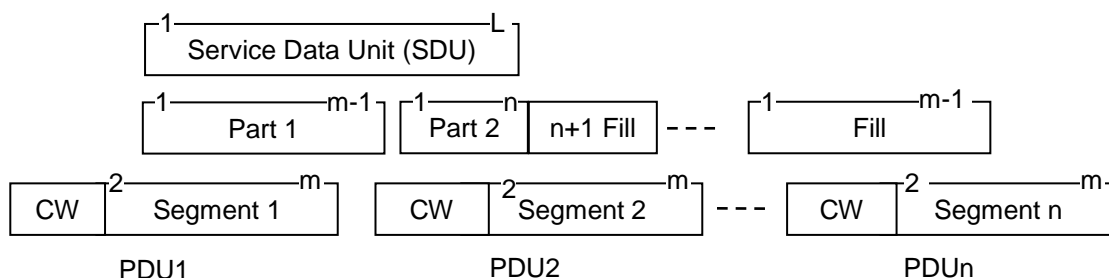 1 L
Service Data Unit (SDU)
1 m-1 1 n 1 m-1
Part 1 Part 2 n+1 Fill Fill
2 m 2 m 2 m
CW Segment 1 CW Segment 2 CW Segment n
PDU1 PDU2 PDUn